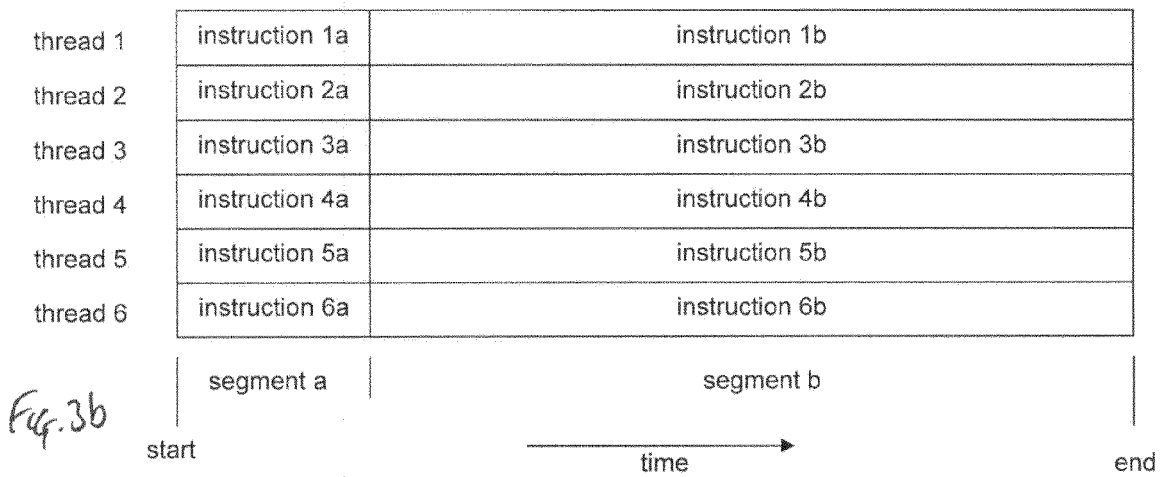 thread 1 instruction 1a instruction 1b
thread 2 instruction 2a instruction 2b
thread 3 instruction 3a instruction 3b
thread 4 instruction 4a instruction 4b
thread 5 instruction 5a instruction 5b
thread 6 instruction 6a instruction 6b
segment a segment b
Fig. 3b
start time end